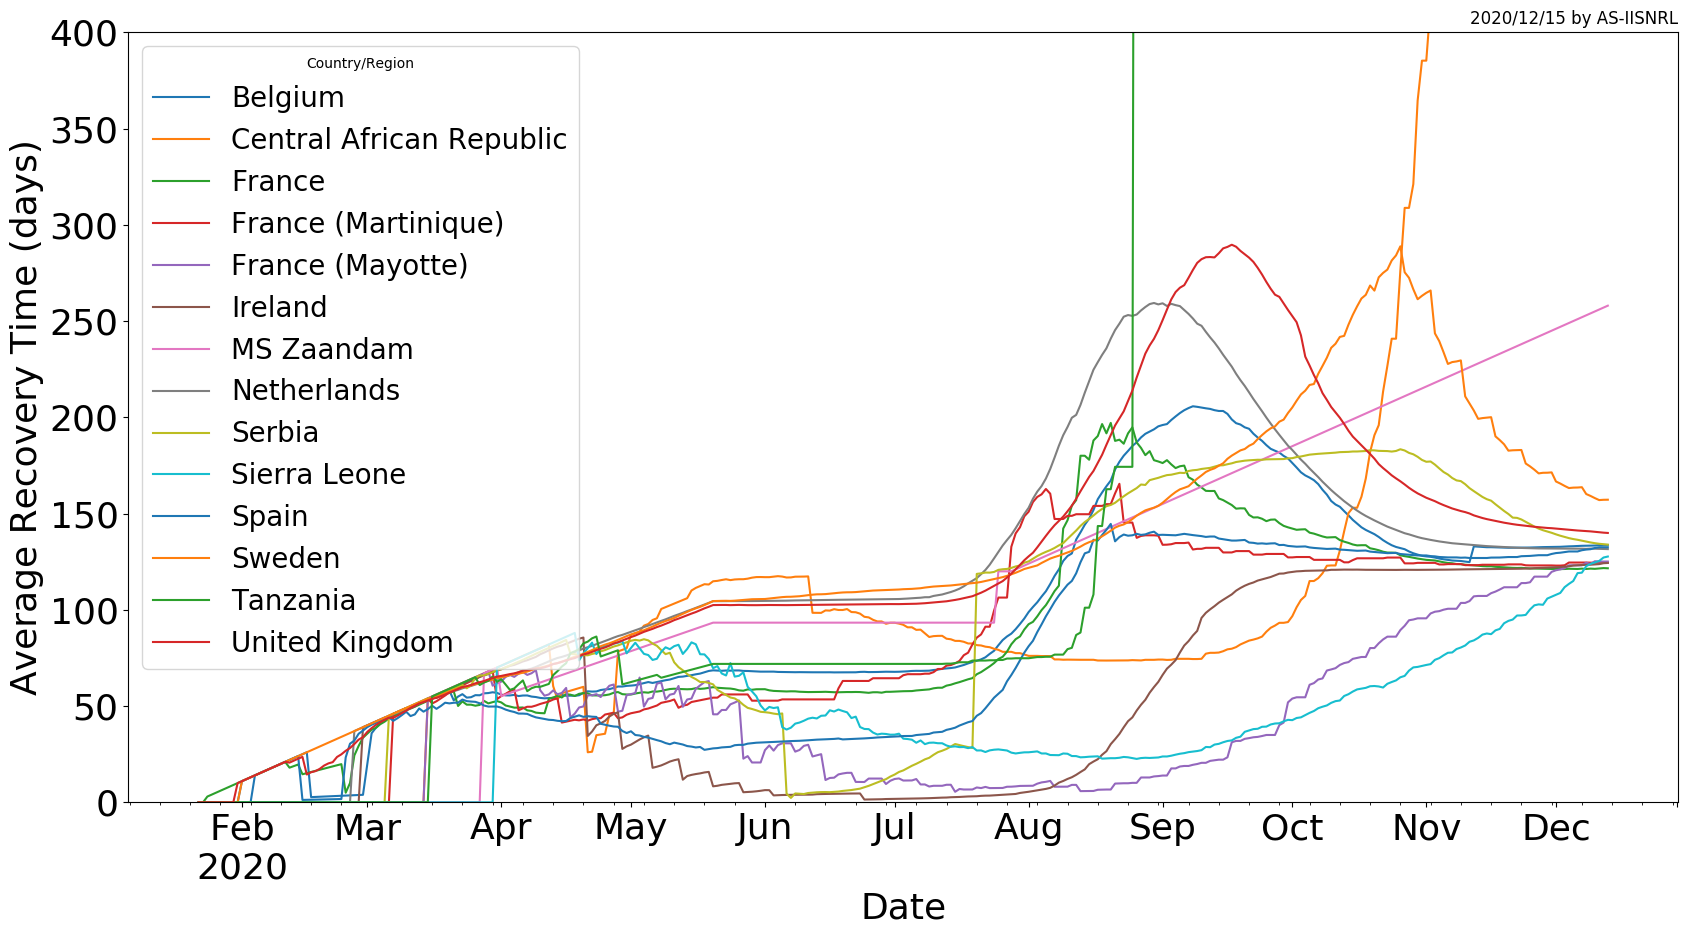 2020/12/15 by AS-IISNRL
400
350
300
250
200
150
100
50
0
Average Recovery Time (days)
Country/Region
Belgium
Central African Republic
France
France (Martinique)
France (Mayotte)
Ireland
MS Zaandam
Netherlands
Serbia
Sierra Leone
Spain
Sweden
Tanzania
United Kingdom
Feb Mar Apr May Jun Jul Aug Sep Oct Nov Dec
2020
Date